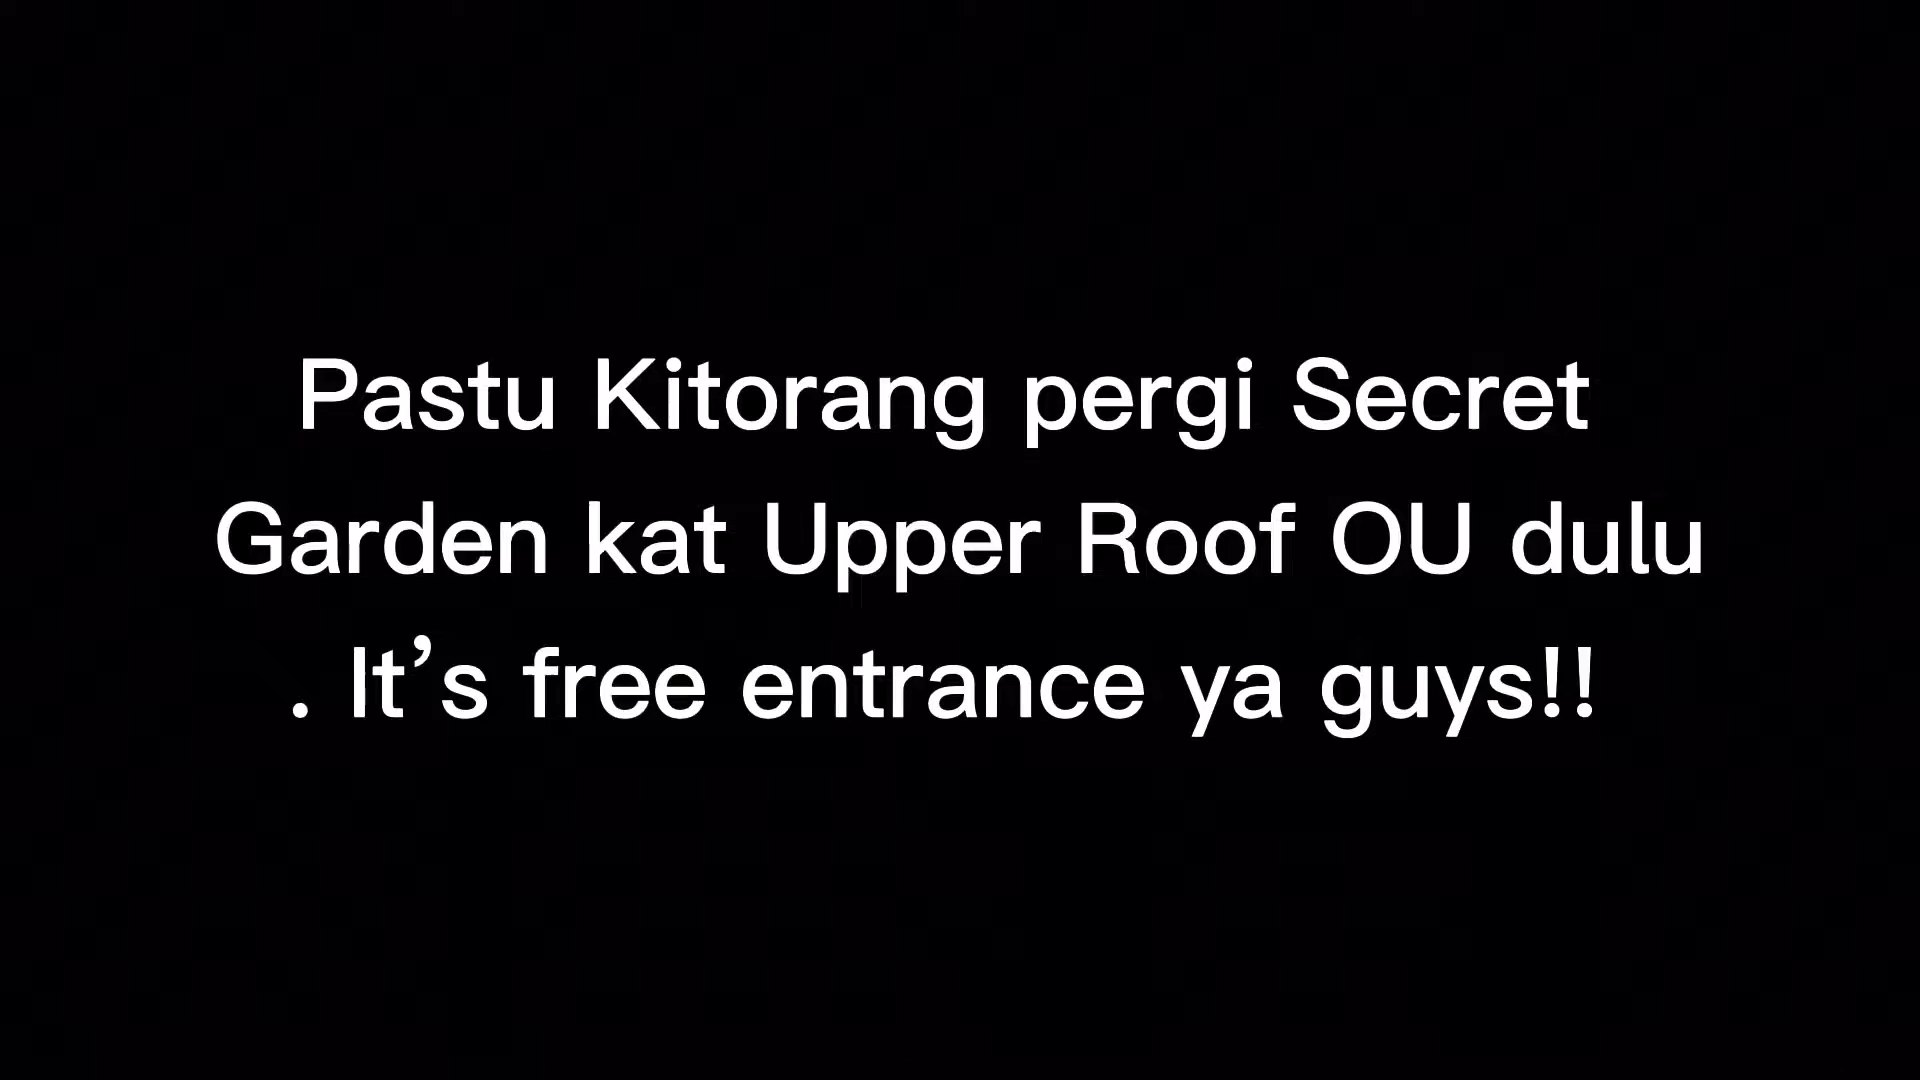 Pastu Kitorang pergi Secret
Garden kat Upper Roof OU dulu
. It’s free entrance ya guys!!